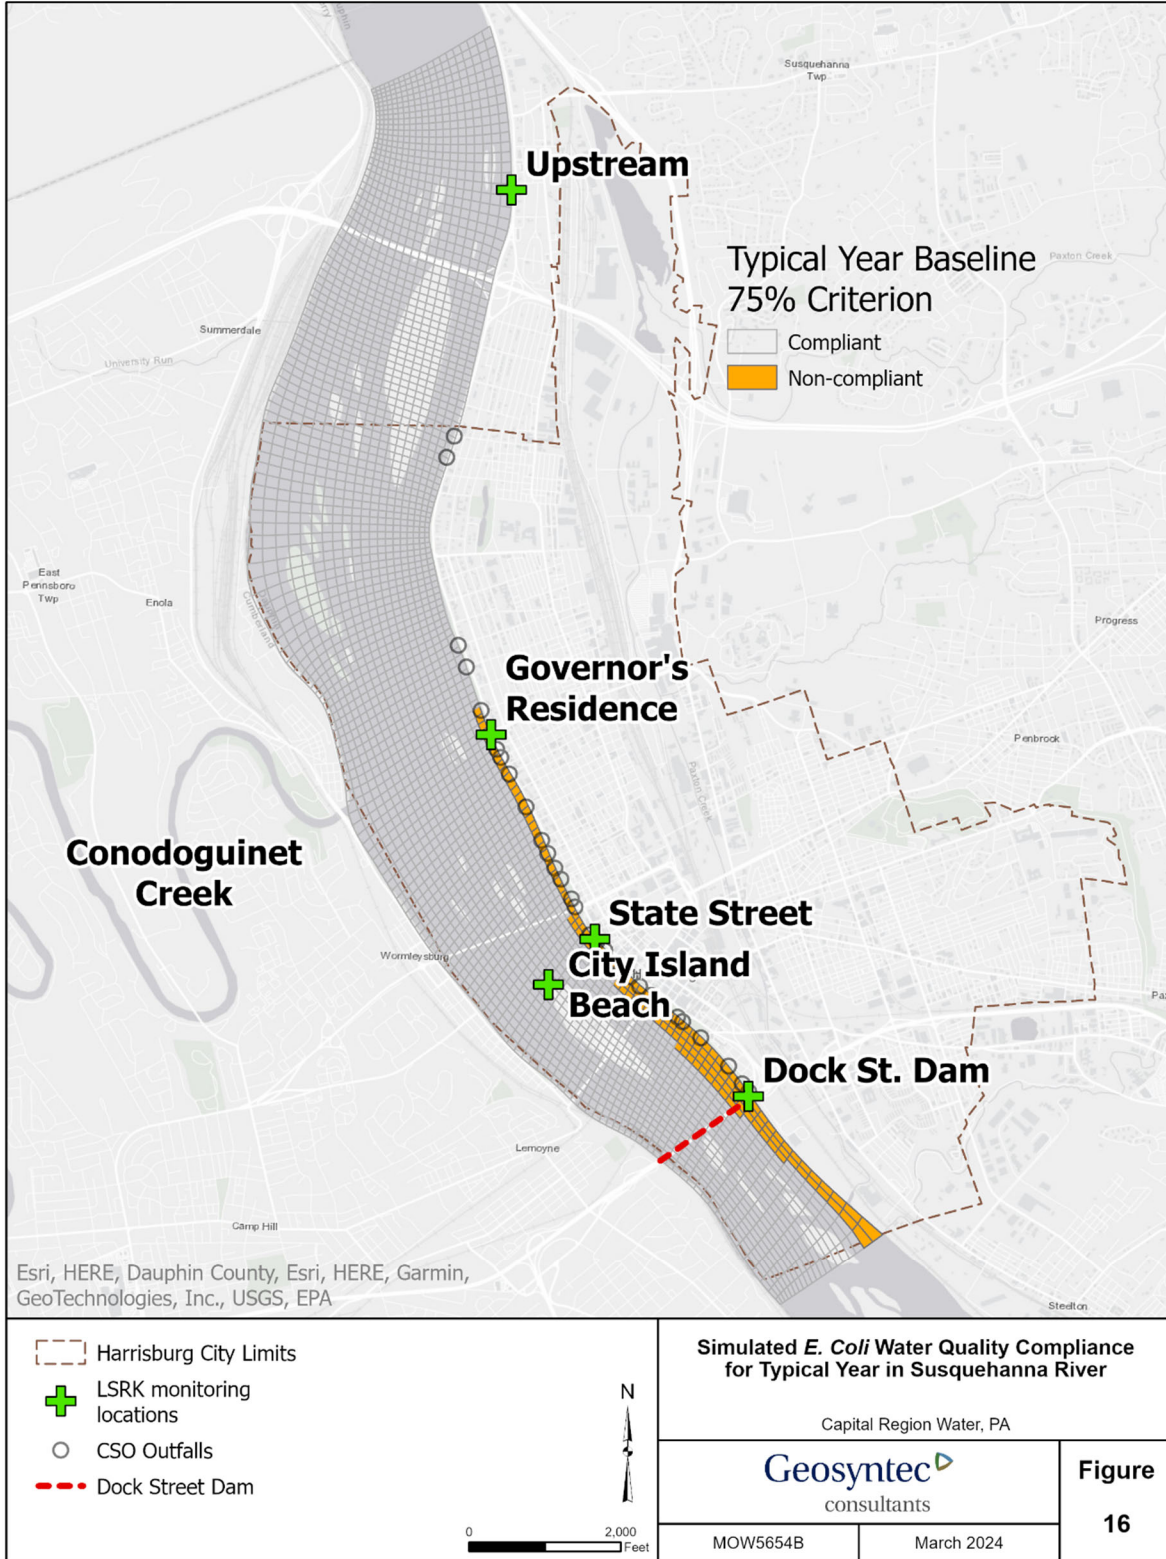 Dauphin
Susquehanna
Twp
Upstream
Typical Year Baseline
75% Criterion
Paxton Creek
Compliant
Non-compliant
Summerdale
University Run
East
Pennsboro
Twp
Enola
Cumberland
Progress
Governor's
Residence
Penbrook
Paxton Creek
Conodoguinet
Creek
State Street
Wormleysburg
City Island
Beach
Dock St. Dam
Lemoyne
Camp Hill
Esri, HERE, Dauphin County, Esri, HERE, Garmin,
GeoTechnologies, Inc., USGS, EPA
Steelton
Harrisburg City Limits
LSRK monitoring
locations
CSO Outfalls
Dock Street Dam
N
0 2,000
Feet
Simulated E. Coli Water Quality Compliance
for Typical Year in Susquehanna River
Capital Region Water, PA
Geosyntec
consultants
MOW5654B
March 2024
Figure
16